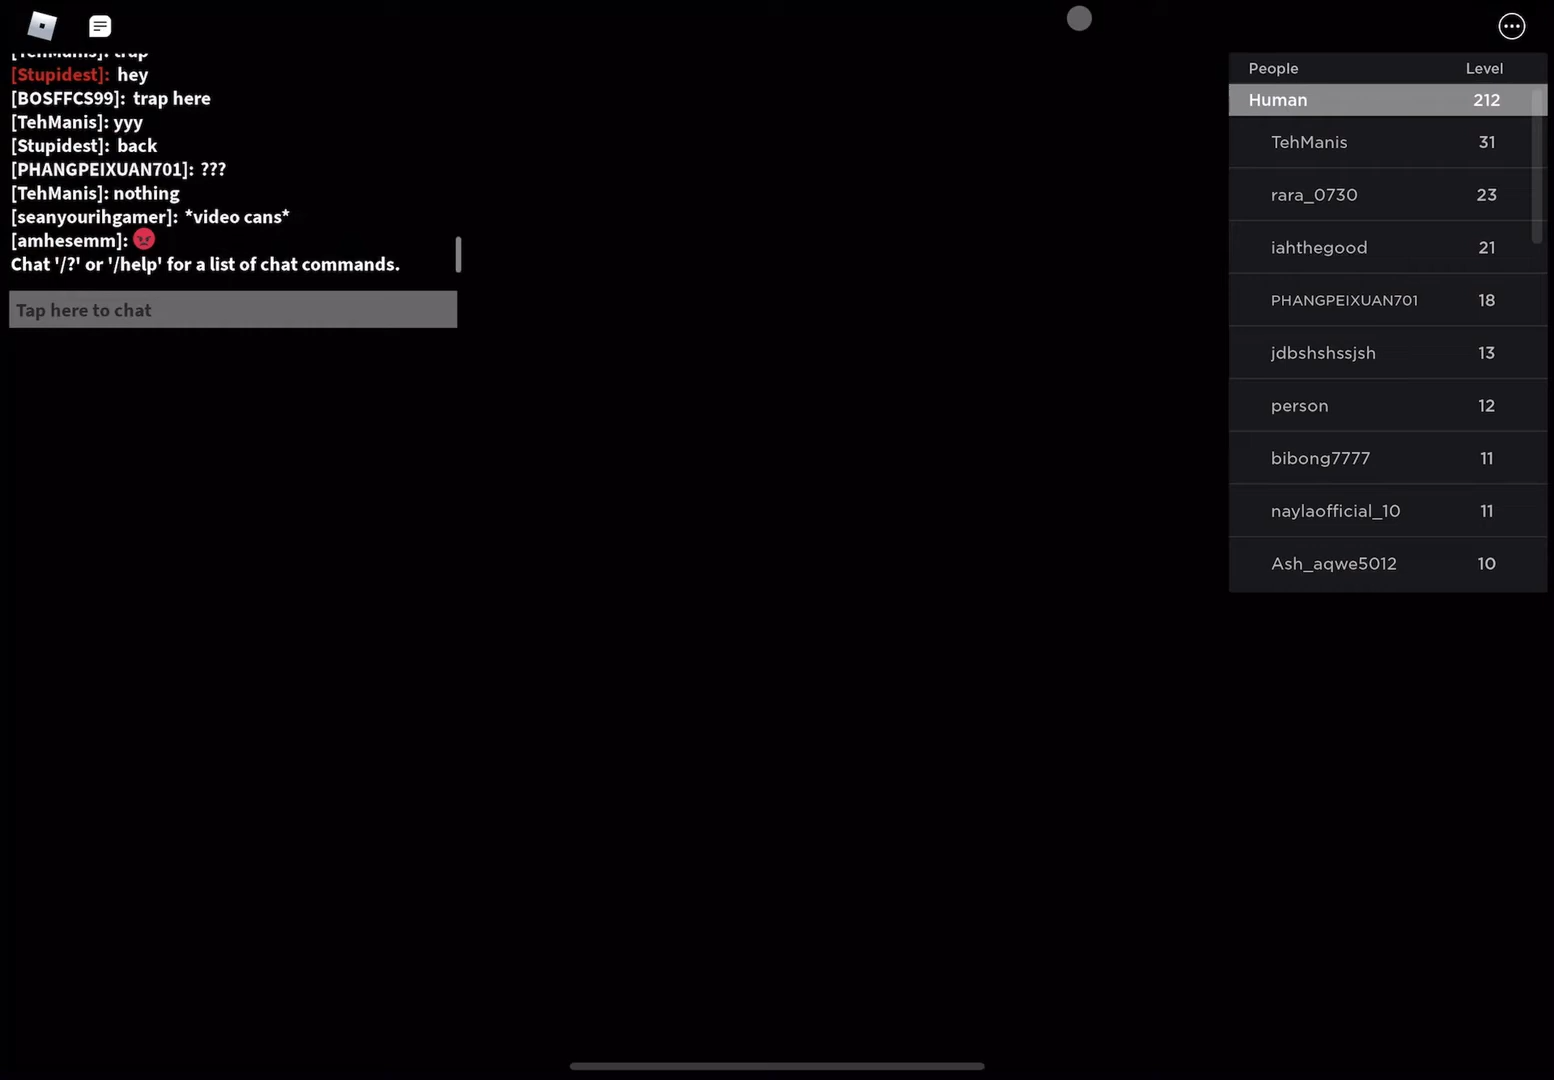 [TehManis]: trap
[Stupidest]: hey
[BOSFFCS99]: trap here
[TehManis]: yyy
[Stupidest]: back
[PHANGPEIXUAN701]: ???
[TehManis]: nothing
[seanyourihgamer]: *video cans*
[amhesemm]: 😡
Chat '/?' or '/help' for a list of chat commands.
Tap here to chat
People Level
Human 212
TehManis 31
rara_0730 23
iahthegood 21
PHANGPEIXUAN701 18
jdbshshssjsh 13
person 12
bibong7777 11
naylaofficial_10 11
Ash_aqwe5012 10